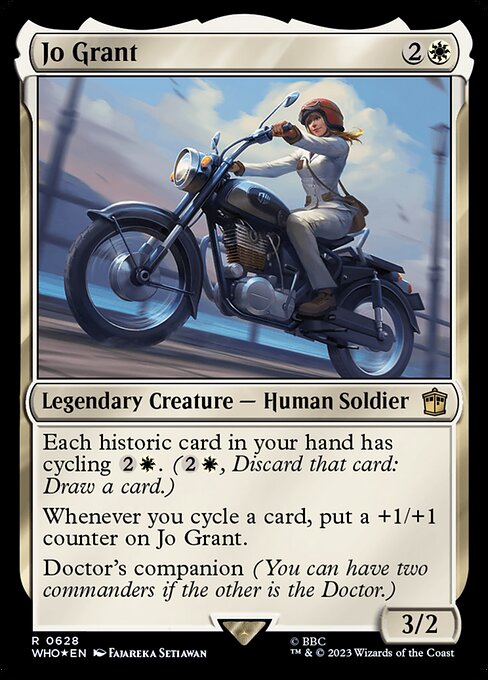 Jo Grant 2
Legendary Creature — Human Soldier
Each historic card in your hand has
cycling 2. (2, Discard that card:
Draw a card.)
Whenever you cycle a card, put a +1/+1
counter on Jo Grant.
Doctor's companion (You can have two
commanders if the other is the Doctor.)
3/2
R 0628
WHO★EN Fajareka Setiawan
© BBC
™ & © 2023 Wizards of the Coast